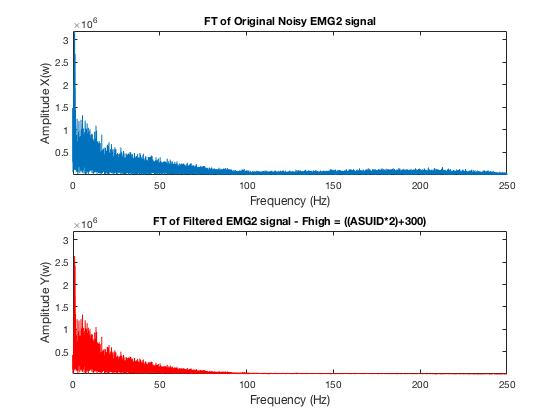 FT of Original Noisy EMG2 signal
×10^6
3
2.5
2
1.5
1
0.5
Amplitude X(w)
0 50 100 150 200 250
Frequency (Hz)
FT of Filtered EMG2 signal - Fhigh = ((ASUID*2)+300)
×10^6
3
2.5
2
1.5
1
0.5
Amplitude Y(w)
0 50 100 150 200 250
Frequency (Hz)